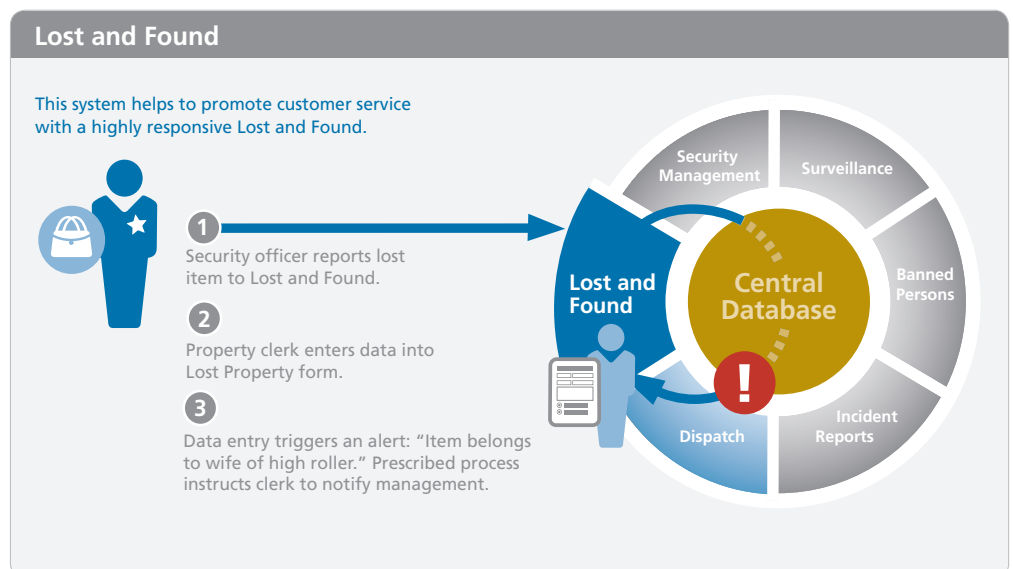 Lost and Found
This system helps to promote customer service
with a highly responsive Lost and Found.
1
Security officer reports lost
item to Lost and Found.
2
Property clerk enters data into
Lost Property form.
3
Data entry triggers an alert: “Item belongs
to wife of high roller.” Prescribed process
instructs clerk to notify management.
Security
Management
Surveillance
Banned
Persons
Incident
Reports
Dispatch
Lost and
Found
Central
Database
!